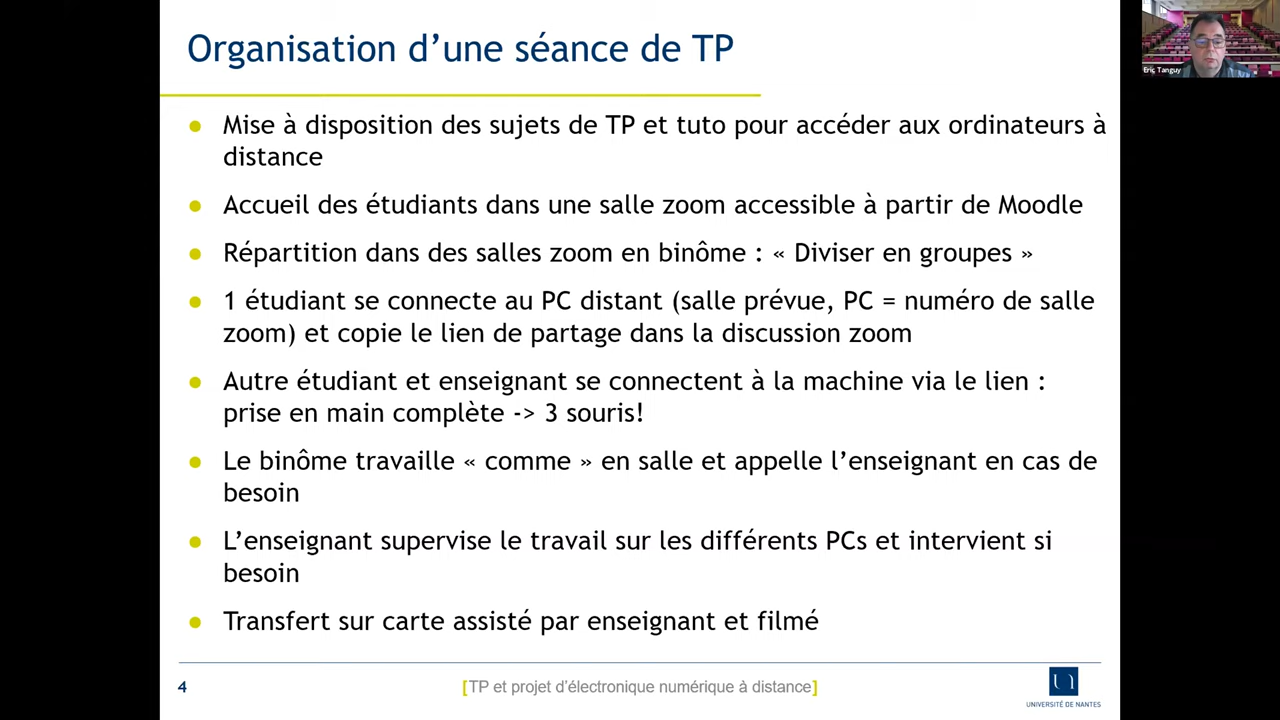 Organisation d'une séance de TP
Eric Tanguy
● Mise à disposition des sujets de TP et tuto pour accéder aux ordinateurs à
distance
● Accueil des étudiants dans une salle zoom accessible à partir de Moodle
● Répartition dans des salles zoom en binôme : « Diviser en groupes »
● 1 étudiant se connecte au PC distant (salle prévue, PC = numéro de salle
zoom) et copie le lien de partage dans la discussion zoom
● Autre étudiant et enseignant se connectent à la machine via le lien :
prise en main complète -> 3 souris!
● Le binôme travaille « comme » en salle et appelle l'enseignant en cas de
besoin
● L'enseignant supervise le travail sur les différents PCs et intervient si
besoin
● Transfert sur carte assisté par enseignant et filmé
4
[TP et projet d'électronique numérique à distance]
UNIVERSITÉ DE NANTES